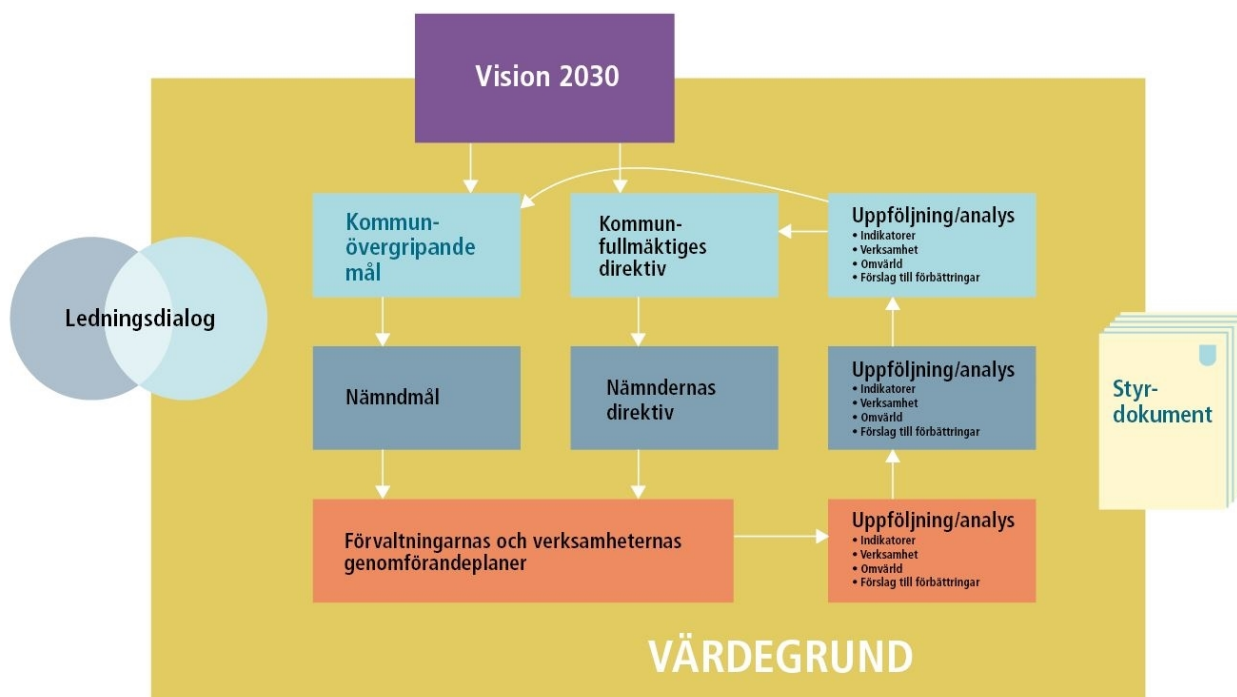 Vision 2030
Kommun-
övergripande
mål
Kommun-
fullmäktiges
direktiv
Uppföljning/analys
• Indikatorer
• Verksamhet
• Omvärld
• Förslag till förbättringar
Ledningsdialog
Nämndmål
Nämndernas
direktiv
Uppföljning/analys
• Indikatorer
• Verksamhet
• Omvärld
• Förslag till förbättringar
Styr-
dokument
Förvaltningarnas och verksamheternas
genomförandeplaner
Uppföljning/analys
• Indikatorer
• Verksamhet
• Omvärld
• Förslag till förbättringar
VÄRDEGRUND